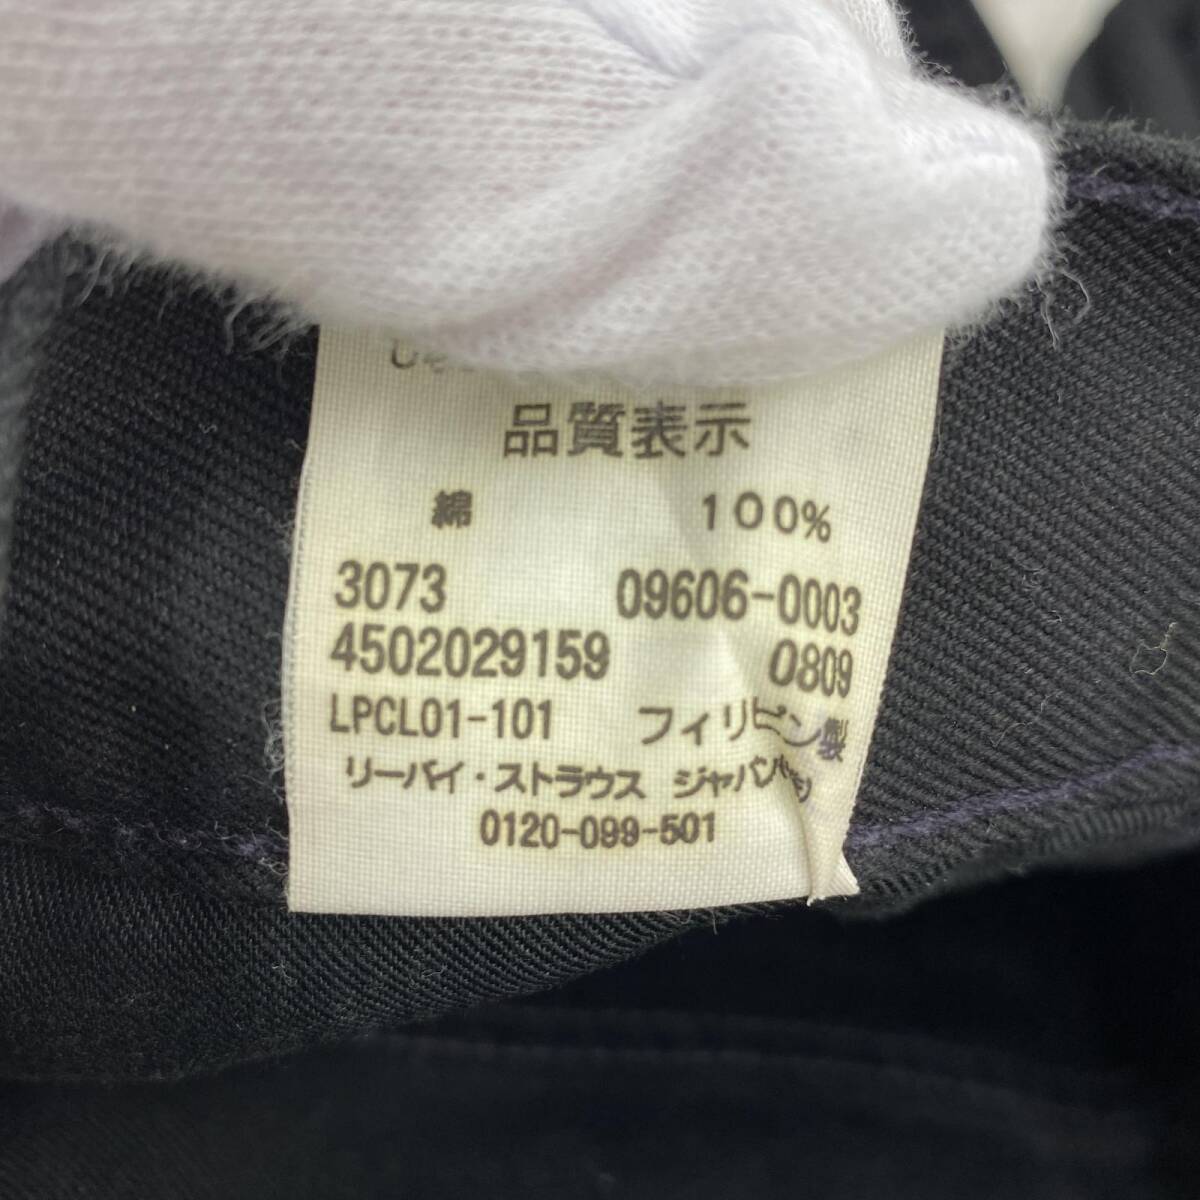 品質表示
綿 100%
3073 09606-0003
4502029159 0809
LPCL01-101 フィリピン製
リーバイ・ストラウス ジャパン
0120-099-501